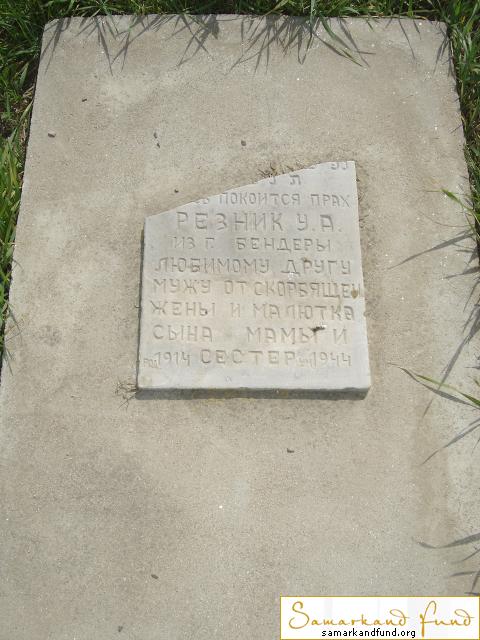 ПОКОИТСЯ ПРАХ
РЕЗНИК У.А.
ИЗ Г. БЕНДЕРЫ
ЛЮБИМОМУ ДРУГУ
МУЖУ ОТ СКОРБЯЩЕЙ
ЖЕНЫ И МАЛЮТКА
СЫНА МАМЫ И
1914 СЕСТЕР 1944
Samarkand Fund
samarkandfund.org